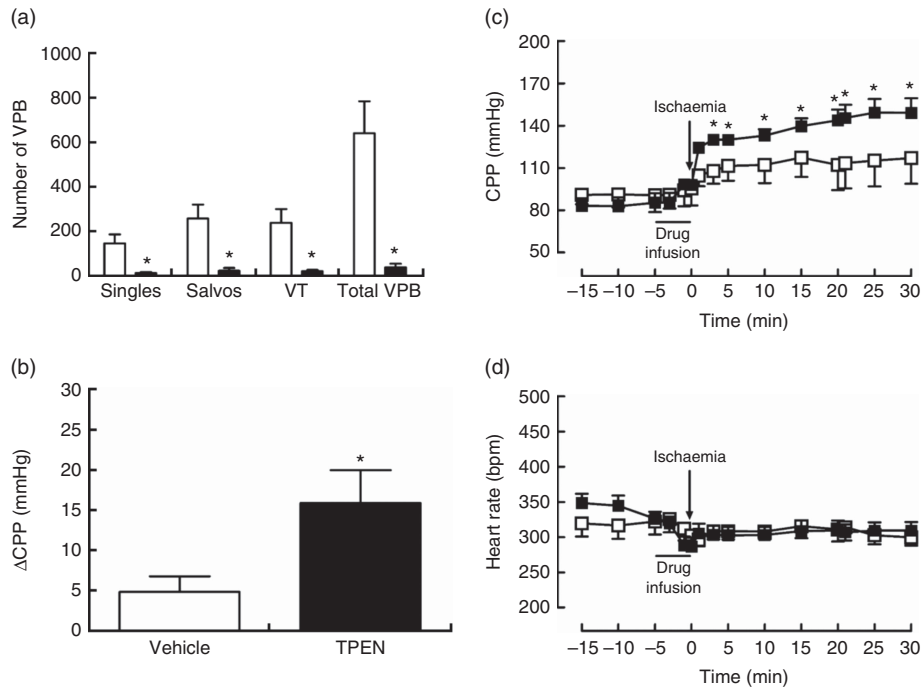 (a)
1000
800
600
400
200
0
Number of VPB
* * * *
Singles Salvos VT Total VPB
(b)
30
25
20
15
10
5
0
ΔCPP (mmHg)
*
Vehicle TPEN
(c)
200
170
140
110
80
50
CPP (mmHg)
Ischaemia
* * * * * * * *
Drug
infusion
–15 –10 –5 0 5 10 15 20 25 30
Time (min)
(d)
500
450
400
350
300
250
200
Heart rate (bpm)
Ischaemia
Drug
infusion
–15 –10 –5 0 5 10 15 20 25 30
Time (min)